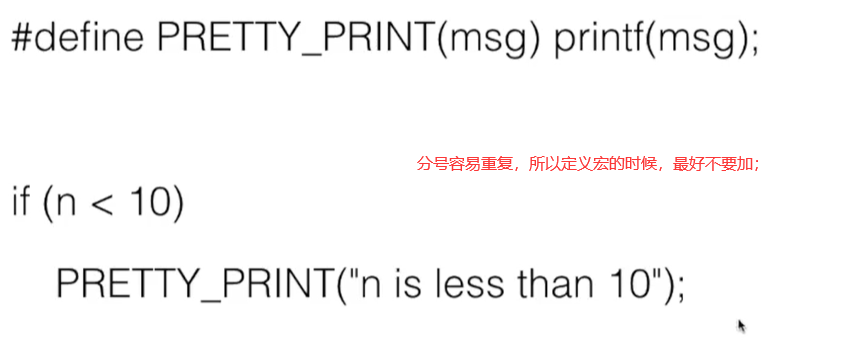 #define PRETTY_PRINT(msg) printf(msg);
分号容易重复，所以定义宏的时候，最好不要加;
if (n < 10)
PRETTY_PRINT("n is less than 10");